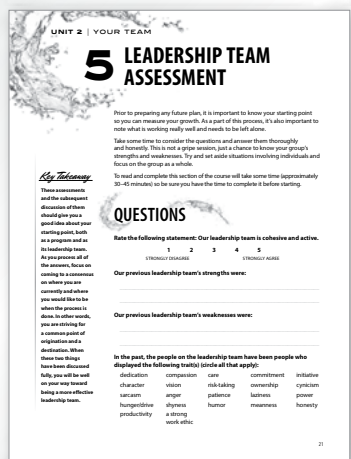 UNIT 2 | YOUR TEAM
5 LEADERSHIP TEAM
ASSESSMENT
Prior to preparing any future plan, it is important to know your starting point
so you can measure your growth. As a part of this process, it's also important to
note what is working really well and needs to be left alone.
Take some time to consider the questions and answer them thoroughly
and honestly. This is not a gripe session, just a chance to know your group's
strengths and weaknesses. Try and set aside situations involving individuals and
focus on the group as a whole.
To read and complete this section of the course will take some time (approximately
30–45 minutes) so be sure you have the time to complete it before starting.
Key Takeaway
These assessments
and the subsequent
discussion of them
should give you a
good idea about your
starting point, both
as a program and as
its leadership team.
As you process all of
the answers, focus on
coming to a consensus
on where you are
currently and where
you would like to be
when the process is
done. In other words,
you are striving for
a common point of
origination and a
destination. When
these two things
have been discussed
fully, you will be well
on your way toward
being a more effective
leadership team.
QUESTIONS
Rate the following statement: Our leadership team is cohesive and active.
1 2 3 4 5
STRONGLY DISAGREE STRONGLY AGREE
Our previous leadership team's strengths were:
Our previous leadership team's weaknesses were:
In the past, the people on the leadership team have been people who
displayed the following trait(s) (circle all that apply):
dedication compassion care commitment initiative
character vision risk-taking ownership cynicism
sarcasm anger patience laziness power
hunger/drive shyness humor meanness honesty
productivity a strong
work ethic
21